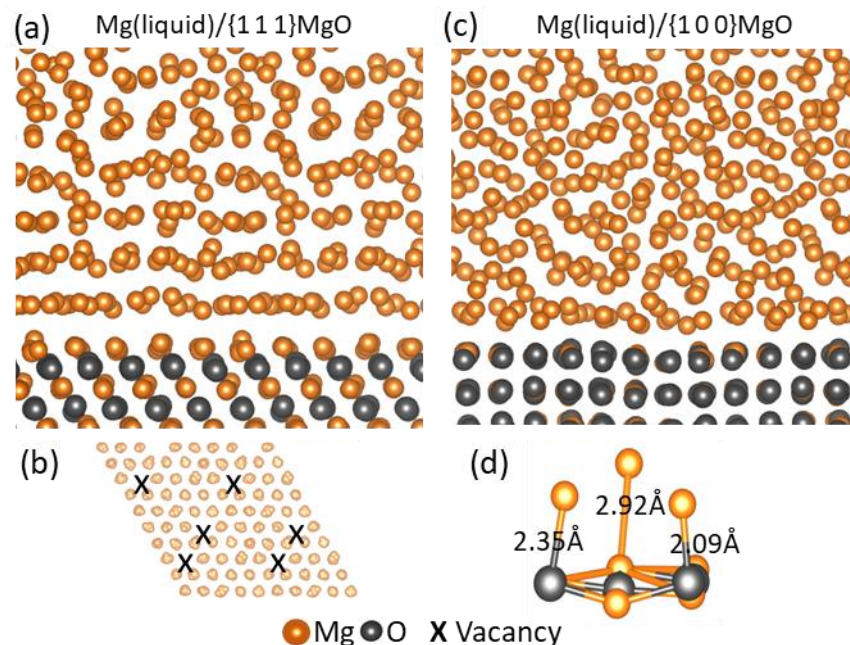 (a) Mg(liquid)/{1 1 1}MgO
(c) Mg(liquid)/{1 0 0}MgO
(b)
X X
X X
X X
(d)
2.92Å
2.35Å 2.09Å
Mg O X Vacancy